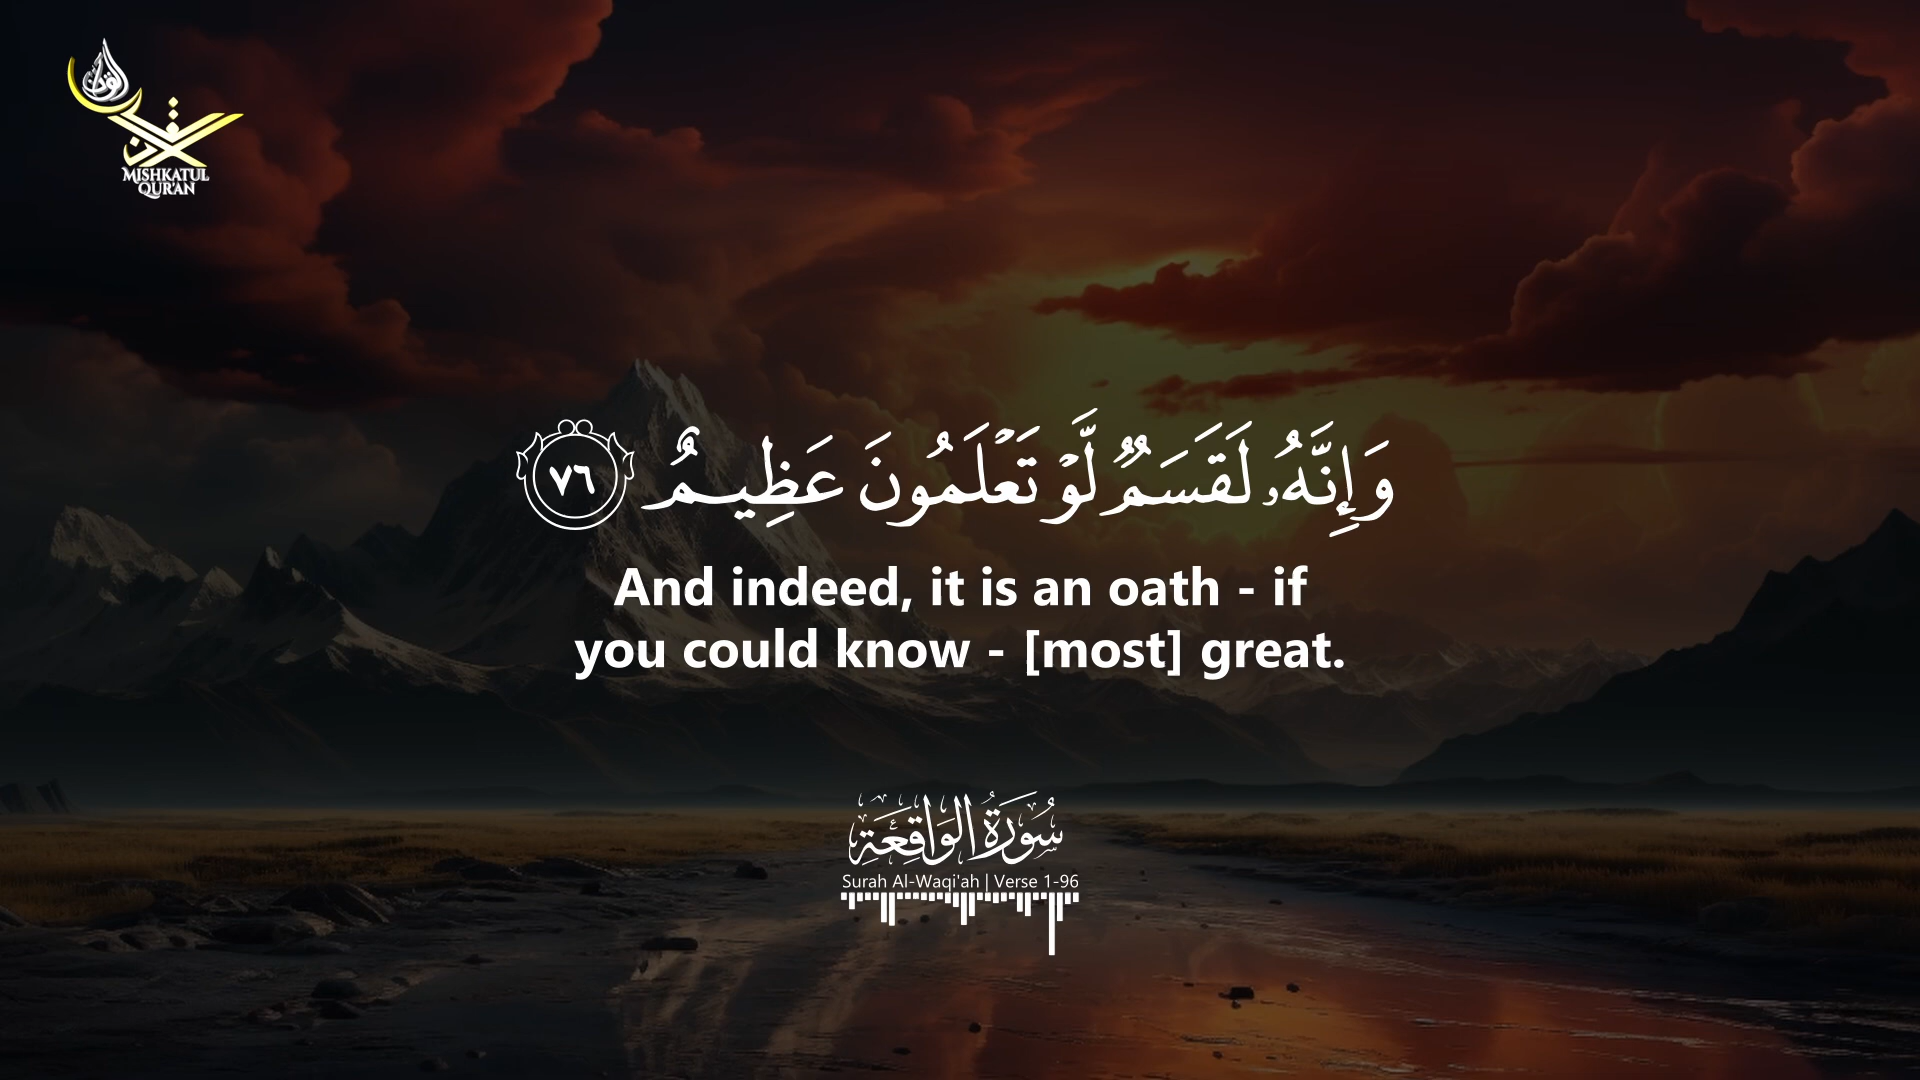 MISHKATUL
QUR'AN
وَإِنَّهُۥ لَقَسَمٌ لَّوْ تَعْلَمُونَ عَظِيمٌ ٧٦
And indeed, it is an oath - if
you could know - [most] great.
سُورَةُ الوَاقِعَةِ
Surah Al-Waqi'ah | Verse 1-96